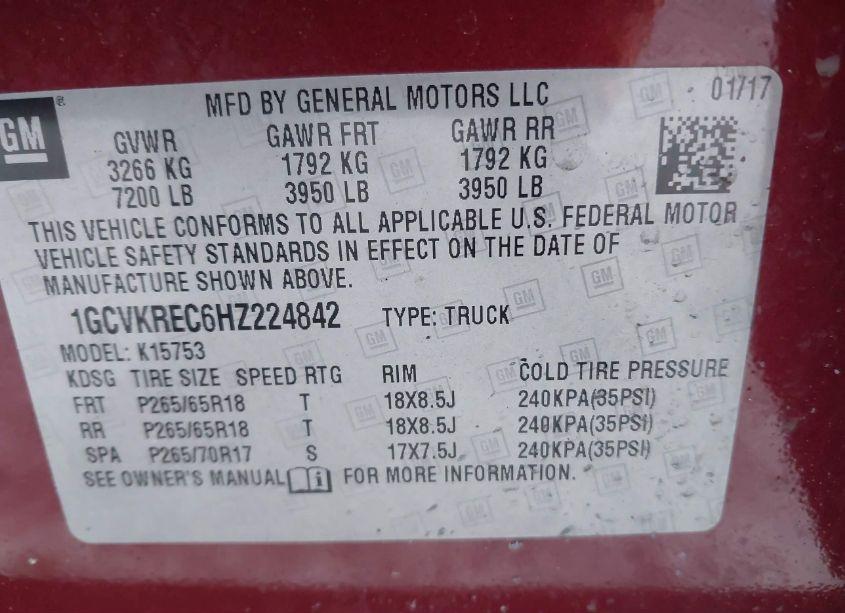 GM® MFD BY GENERAL MOTORS LLC 01/17
GVWR GAWR FRT GAWR RR
3266 KG 1792 KG 1792 KG
7200 LB 3950 LB 3950 LB
THIS VEHICLE CONFORMS TO ALL APPLICABLE U.S. FEDERAL MOTOR
VEHICLE SAFETY STANDARDS IN EFFECT ON THE DATE OF
MANUFACTURE SHOWN ABOVE.
1GCVKREC6HZ224842 TYPE: TRUCK
MODEL: K15753
KDSG TIRE SIZE SPEED RTG RIM COLD TIRE PRESSURE
FRT P265/65R18 T 18X8.5J 240KPA(35PSI)
RR P265/65R18 T 18X8.5J 240KPA(35PSI)
SPA P265/70R17 S 17X7.5J 240KPA(35PSI)
SEE OWNER'S MANUAL FOR MORE INFORMATION.